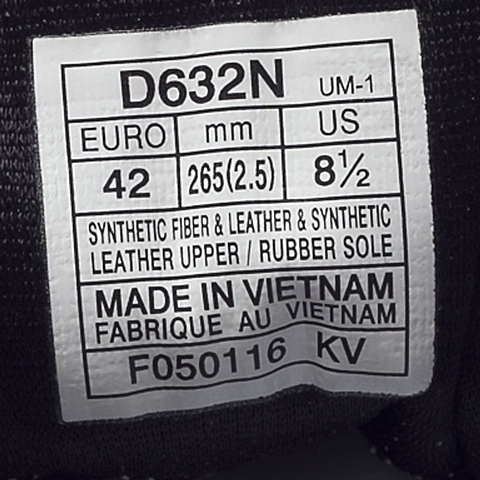 D632N UM-1
EURO mm US
42 265(2.5) 8½
SYNTHETIC FIBER & LEATHER & SYNTHETIC
LEATHER UPPER / RUBBER SOLE
MADE IN VIETNAM
FABRIQUE AU VIETNAM
F050116 KV